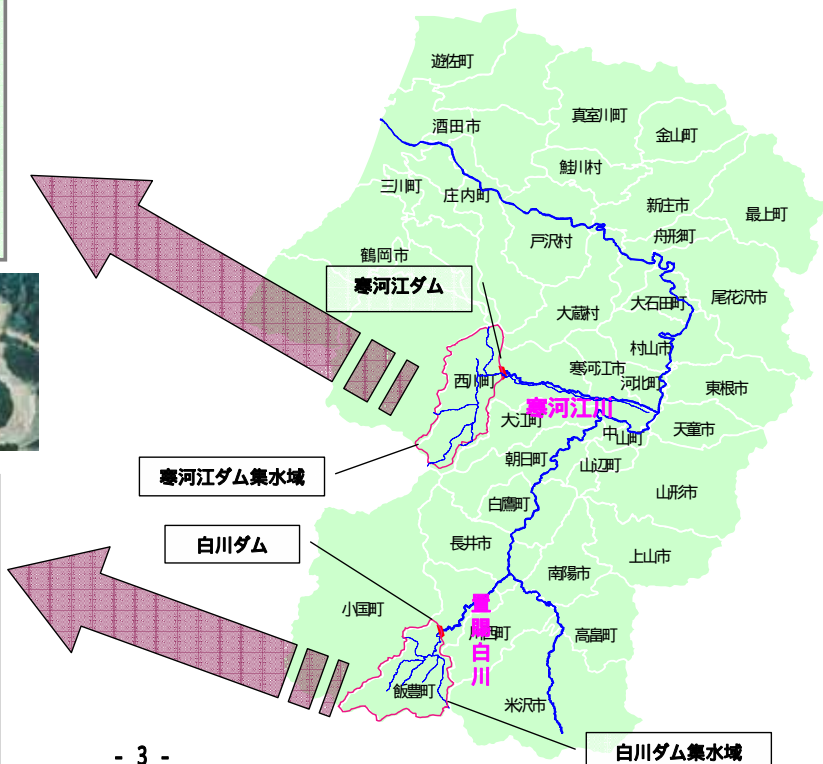 遊佐町
真室川町
酒田市
金山町
鮭川村
三川町
庄内町
新庄市
最上町
戸沢村
舟形町
鶴岡市
寒河江ダム
大蔵村
大石田町
尾花沢市
村山市
寒河江市
西川町
河北町
東根市
寒河江川
大江町
中山町
天童市
朝日町
山辺町
寒河江ダム集水域
白鷹町
山形市
白川ダム
長井市
上山市
南陽市
小国町
置賜白川
川西町
高畠町
飯豊町
米沢市
白川ダム集水域
- 3 -